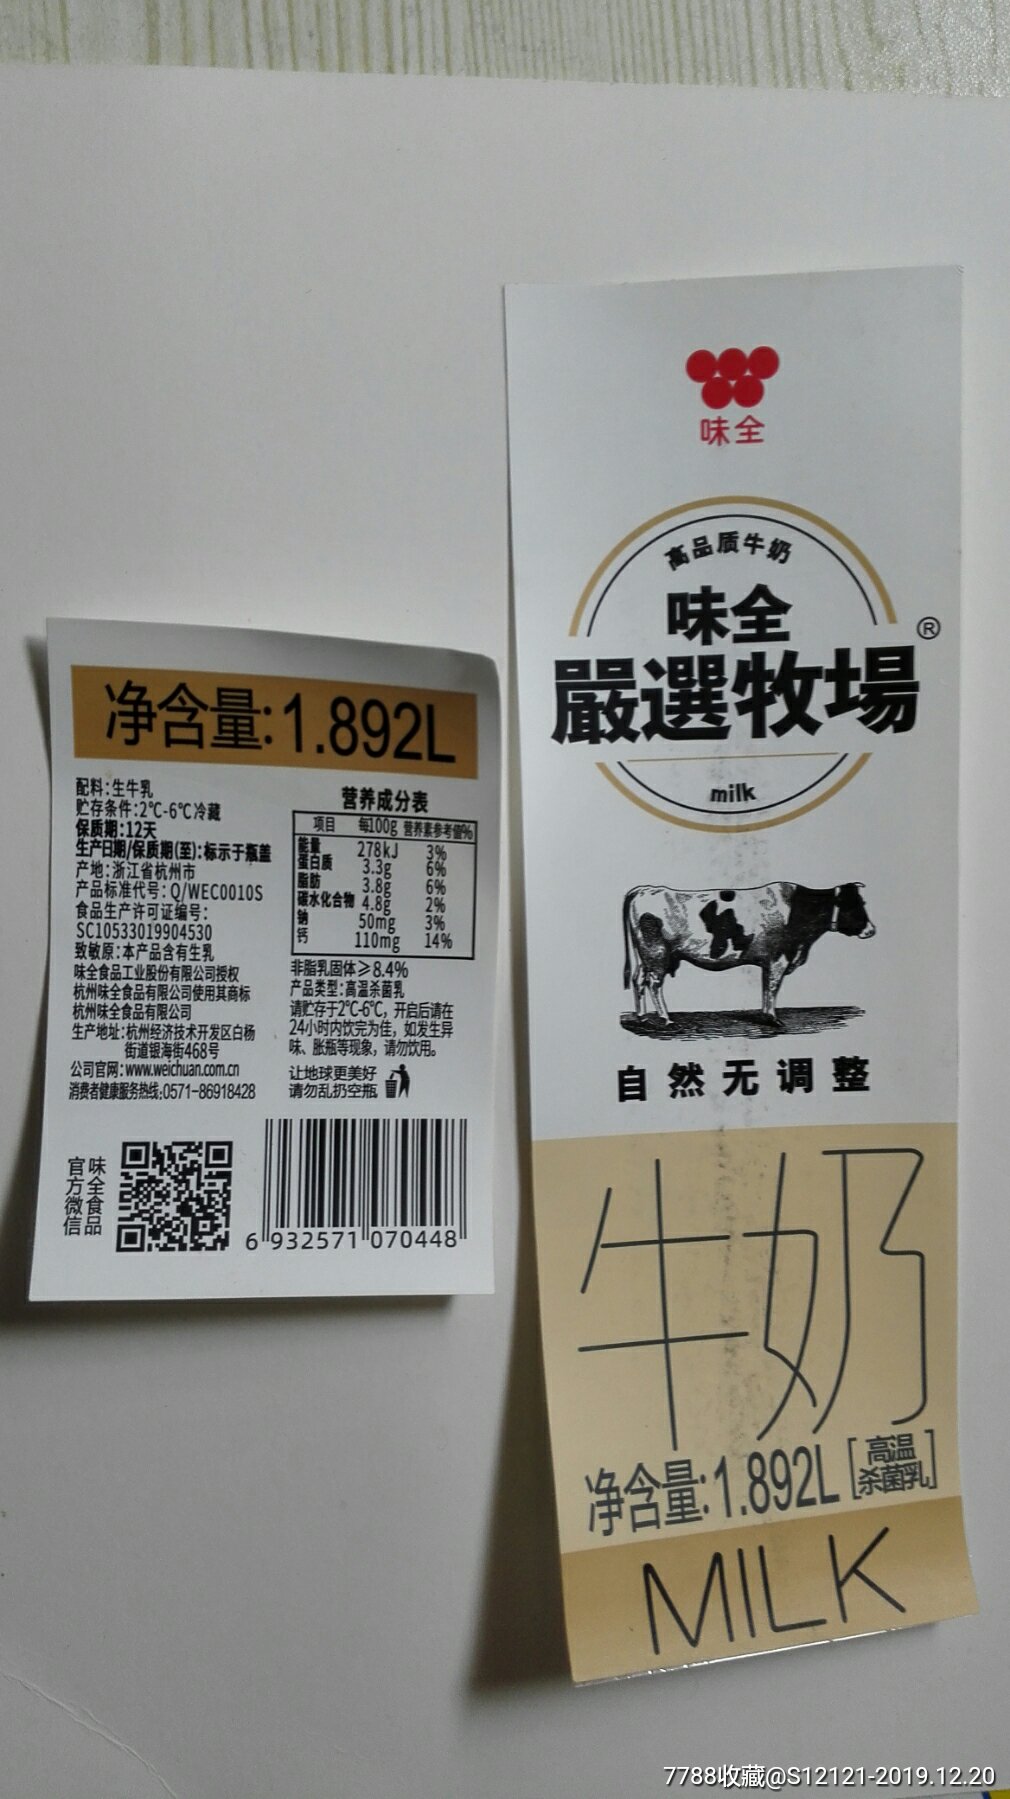 净含量:1.892L
配料:生牛乳
贮存条件:2℃-6℃冷藏
保质期:12天
生产日期/保质期(至):标示于瓶盖
产地:浙江省杭州市
产品标准代号:Q/WEC0010S
食品生产许可证编号:
SC10533019904530
致敏原:本产品含有生乳
味全食品工业股份有限公司授权
杭州味全食品有限公司使用其商标
杭州味全食品有限公司
生产地址:杭州经济技术开发区白杨
街道银海街468号
公司官网:www.weichuan.com.cn
消费者健康服务热线:0571-86918428
营养成分表
项目 每100g 营养素参考值%
能量 278kJ 3%
蛋白质 3.3g 6%
脂肪 3.8g 6%
碳水化合物 4.8g 2%
钠 50mg 3%
钙 110mg 14%
非脂乳固体≥8.4%
产品类型:高温杀菌乳
请贮存于2℃-6℃,开启后请在
24小时内饮完为佳,如发生异
味、胀瓶等现象,请勿饮用。
让地球更美好
请勿乱扔空瓶
味全食品
官方微信
6 932571 070448
味全
高品质牛奶
味全
嚴選牧場®
milk
自然无调整
牛奶
净含量:1.892L [高温
杀菌乳]
MILK
7788收藏@S12121-2019.12.20